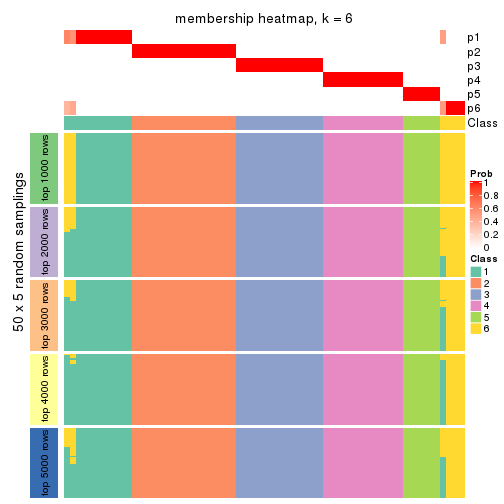 membership heatmap, k = 6
p1
p2
p3
p4
p5
p6
Class
50 x 5 random samplings
top 1000 rows
top 2000 rows
top 3000 rows
top 4000 rows
top 5000 rows
Prob
1
0.8
0.6
0.4
0.2
0
Class
1
2
3
4
5
6